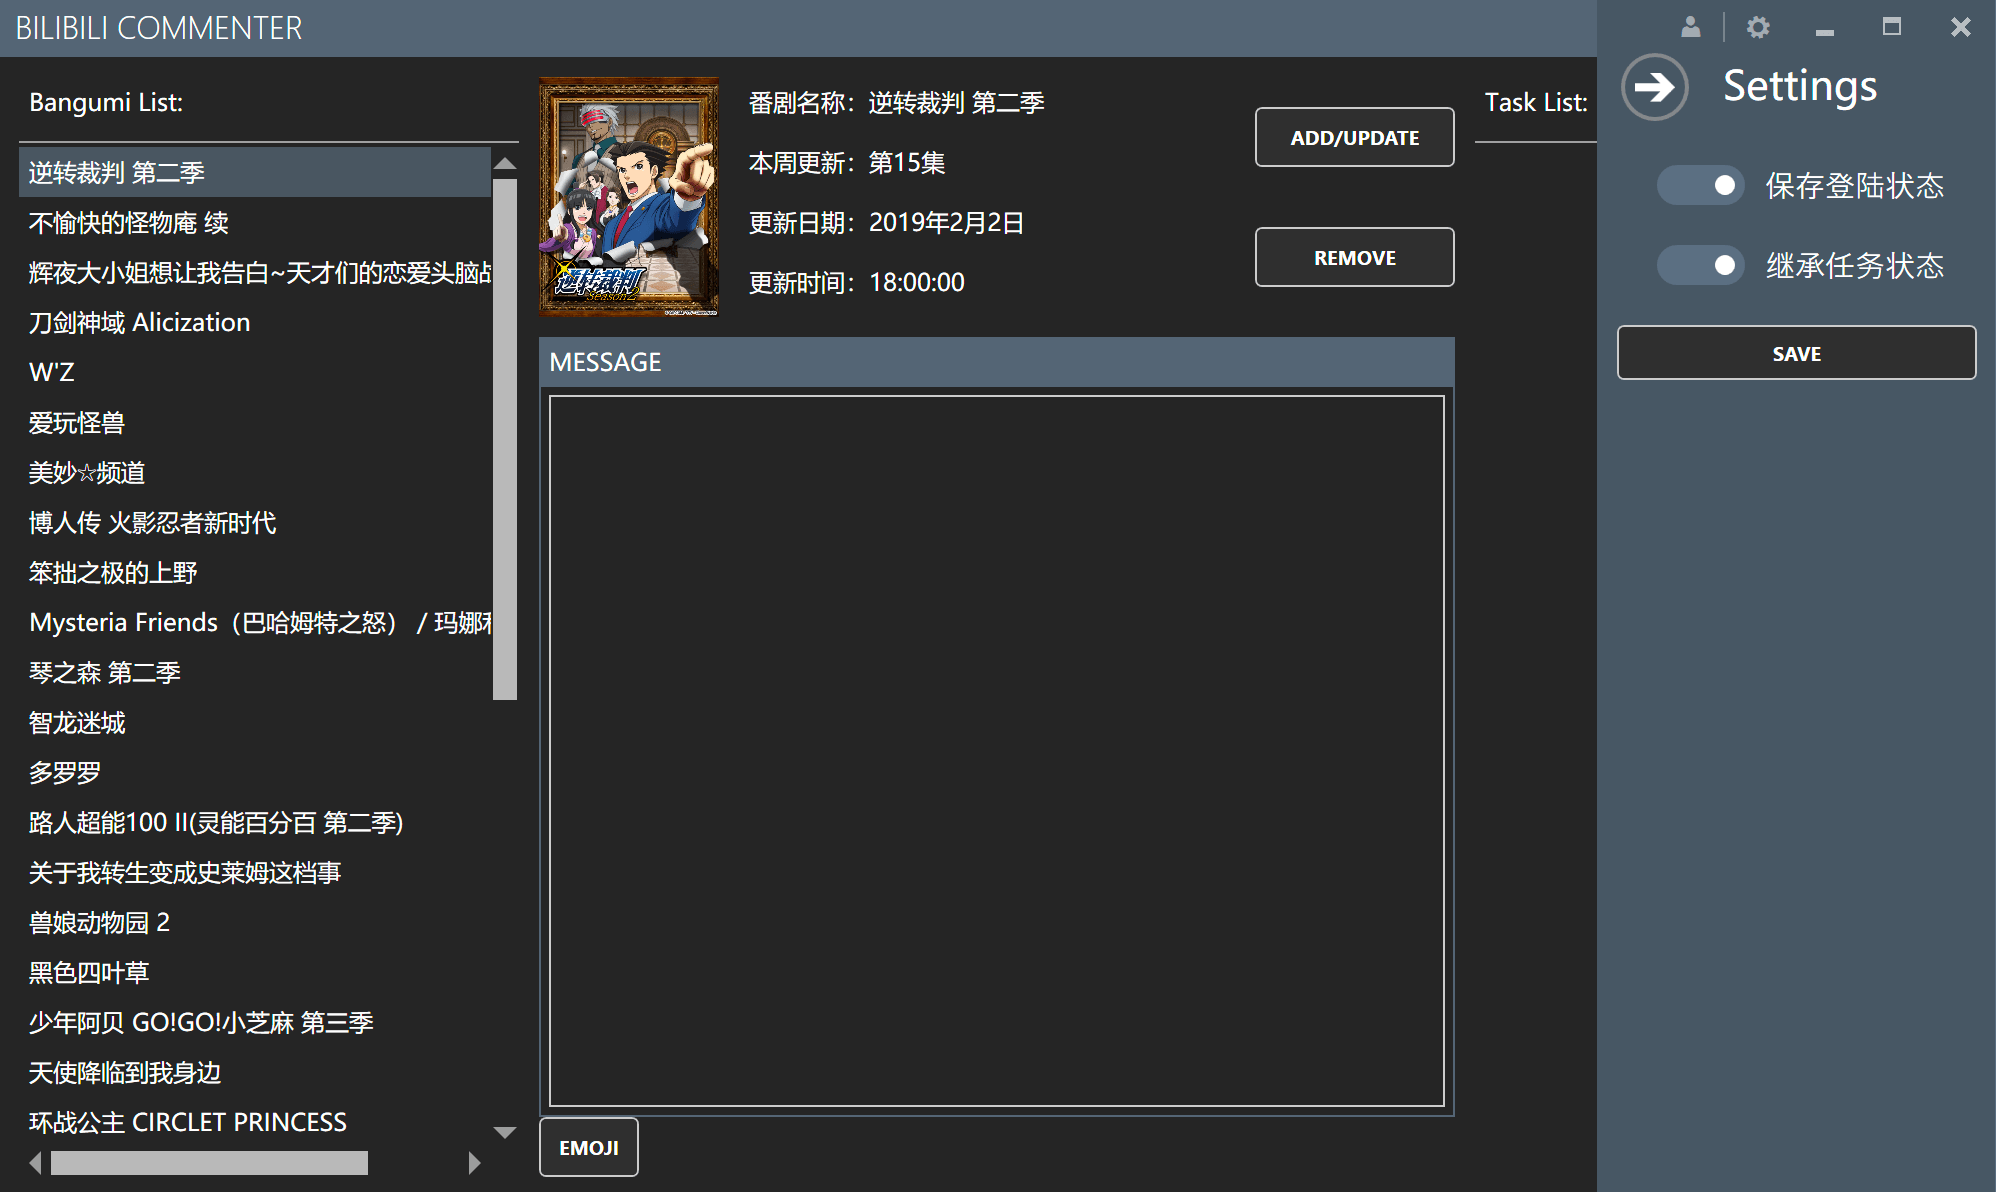 BILIBILI COMMENTER
Bangumi List:
逆转裁判 第二季
不愉快的怪物庵 续
辉夜大小姐想让我告白~天才们的恋爱头脑战
刀剑神域 Alicization
W'Z
爱玩怪兽
美妙☆频道
博人传 火影忍者新时代
笨拙之极的上野
Mysteria Friends（巴哈姆特之怒） / 玛娜利
琴之森 第二季
智龙迷城
多罗罗
路人超能100 II(灵能百分百 第二季)
关于我转生变成史莱姆这档事
兽娘动物园 2
黑色四叶草
少年阿贝 GO!GO!小芝麻 第三季
天使降临到我身边
环战公主 CIRCLET PRINCESS
逆转裁判
season2
番剧名称：逆转裁判 第二季
本周更新：第15集
更新日期：2019年2月2日
更新时间：18:00:00
ADD/UPDATE
REMOVE
MESSAGE
EMOJI
Task List:
Settings
保存登陆状态
继承任务状态
SAVE